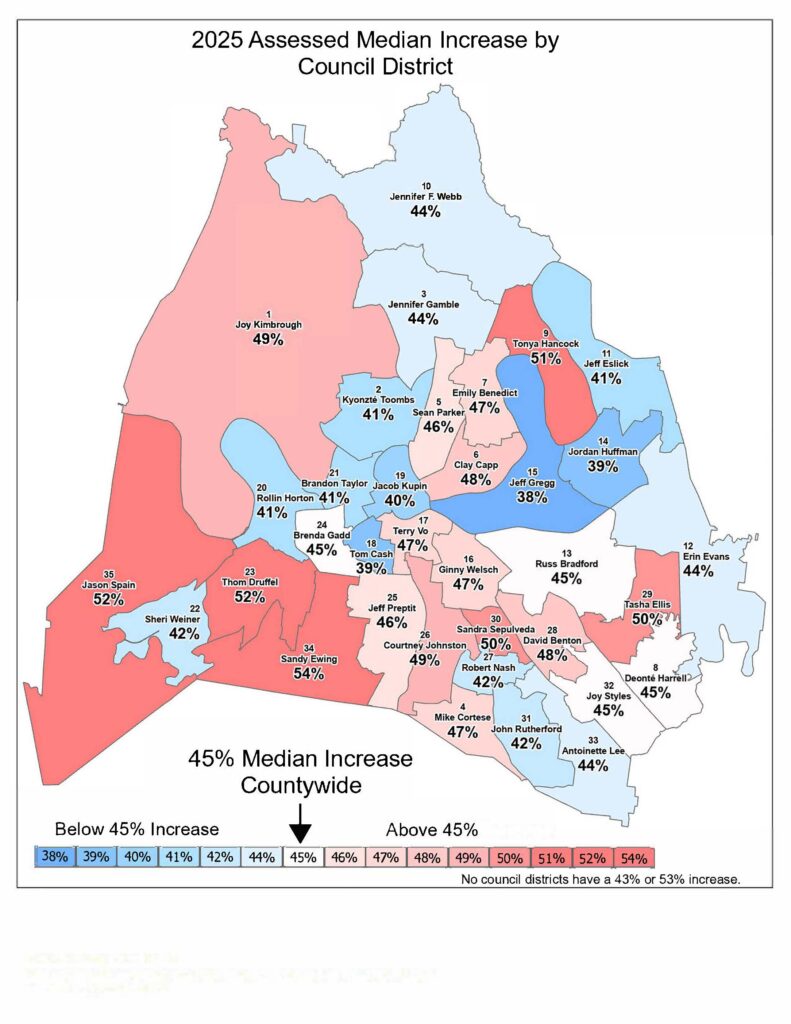 2025 Assessed Median Increase by
Council District
10
Jennifer F. Webb
44%
3
Jennifer Gamble
44%
1
Joy Kimbrough
49%
9
Tonya Hancock
51%
11
Jeff Eslick
41%
2
Kyonzté Toombs
41%
7
Emily Benedict
47%
5
Sean Parker
46%
14
Jordan Huffman
39%
6
Clay Capp
48%
15
Jeff Gregg
38%
20
Rollin Horton
41%
21
Brandon Taylor
41%
19
Jacob Kupin
40%
24
Brenda Gadd
45%
17
Terry Vo
47%
18
Tom Cash
39%
12
Erin Evans
44%
13
Russ Bradford
45%
16
Ginny Welsch
47%
35
Jason Spain
52%
23
Thom Druffel
52%
29
Tasha Ellis
50%
25
Jeff Preptit
46%
22
Sheri Weiner
42%
30
Sandra Sepulveda
50%
28
David Benton
48%
26
Courtney Johnston
49%
34
Sandy Ewing
54%
27
Robert Nash
42%
8
Deonté Harrell
45%
32
Joy Styles
45%
4
Mike Cortese
47%
31
John Rutherford
42%
33
Antoinette Lee
44%
45% Median Increase
Countywide
Below 45% Increase Above 45%
38% 39% 40% 41% 42% 44% 45% 46% 47% 48% 49% 50% 51% 52% 54%
No council districts have a 43% or 53% increase.